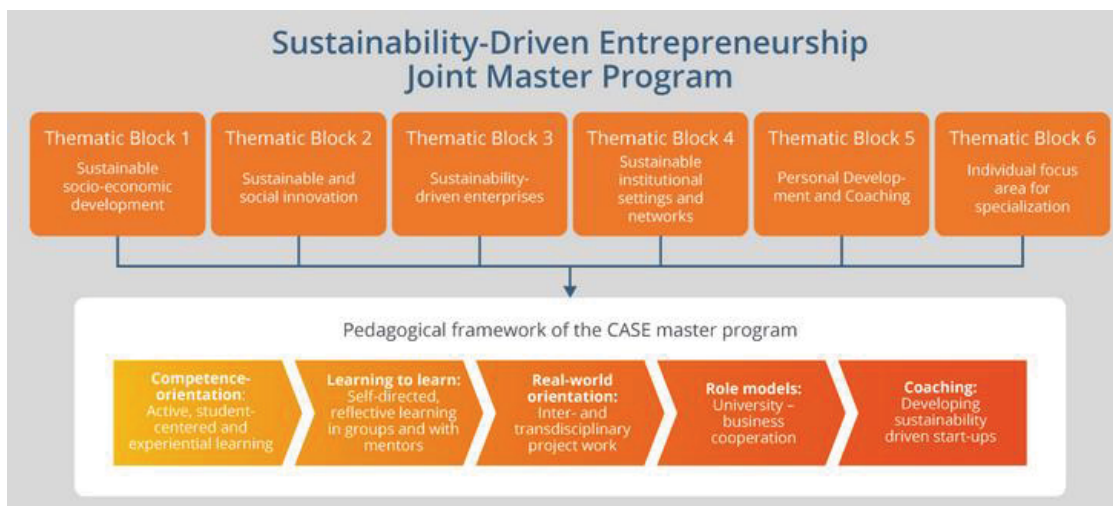 Sustainability-Driven Entrepreneurship
Joint Master Program
Thematic Block 1
Sustainable
socio-economic
development
Thematic Block 2
Sustainable and
social innovation
Thematic Block 3
Sustainability-
driven enterprises
Thematic Block 4
Sustainable
institutional
settings and
networks
Thematic Block 5
Personal Develop-
ment and Coaching
Thematic Block 6
Individual focus
area for
specialization
Pedagogical framework of the CASE master program
Competence-
orientation:
Active, student-
centered and
experiential learning
Learning to learn:
Self-directed,
reflective learning
in groups and with
mentors
Real-world
orientation:
Inter- and
transdisciplinary
project work
Role models:
University –
business
cooperation
Coaching:
Developing
sustainability
driven start-ups